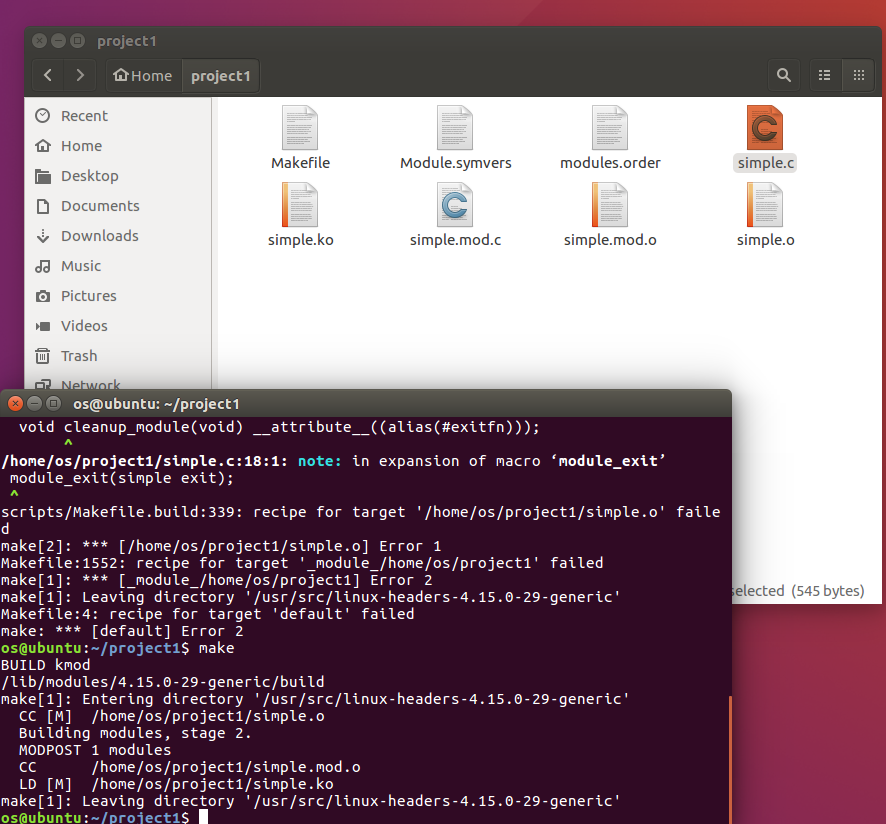 project1
Home project1
Recent
Home
Desktop
Documents
Downloads
Music
Pictures
Videos
Trash
Network
Makefile Module.symvers modules.order simple.c
simple.ko simple.mod.c simple.mod.o simple.o
selected (545 bytes)
os@ubuntu: ~/project1
void cleanup_module(void) __attribute__((alias(#exitfn)));
^
/home/os/project1/simple.c:18:1: note: in expansion of macro ‘module_exit’
module_exit(simple exit);
^
scripts/Makefile.build:339: recipe for target '/home/os/project1/simple.o' faile
d
make[2]: *** [/home/os/project1/simple.o] Error 1
Makefile:1552: recipe for target '_module_/home/os/project1' failed
make[1]: *** [_module_/home/os/project1] Error 2
make[1]: Leaving directory '/usr/src/linux-headers-4.15.0-29-generic'
Makefile:4: recipe for target 'default' failed
make: *** [default] Error 2
os@ubuntu:~/project1$ make
BUILD kmod
/lib/modules/4.15.0-29-generic/build
make[1]: Entering directory '/usr/src/linux-headers-4.15.0-29-generic'
CC [M]  /home/os/project1/simple.o
Building modules, stage 2.
MODPOST 1 modules
CC      /home/os/project1/simple.mod.o
LD [M]  /home/os/project1/simple.ko
make[1]: Leaving directory '/usr/src/linux-headers-4.15.0-29-generic'
os@ubuntu:~/project1$